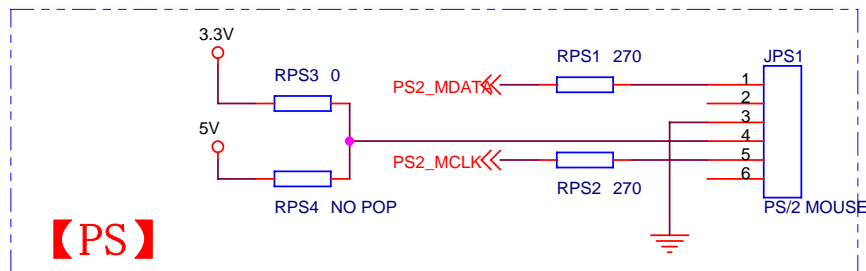 3.3V
RPS3 0
5V
RPS4 NO POP
PS2_MDATA
RPS1 270
PS2_MCLK
RPS2 270
JPS1
1
2
3
4
5
6
PS/2 MOUSE
【PS】